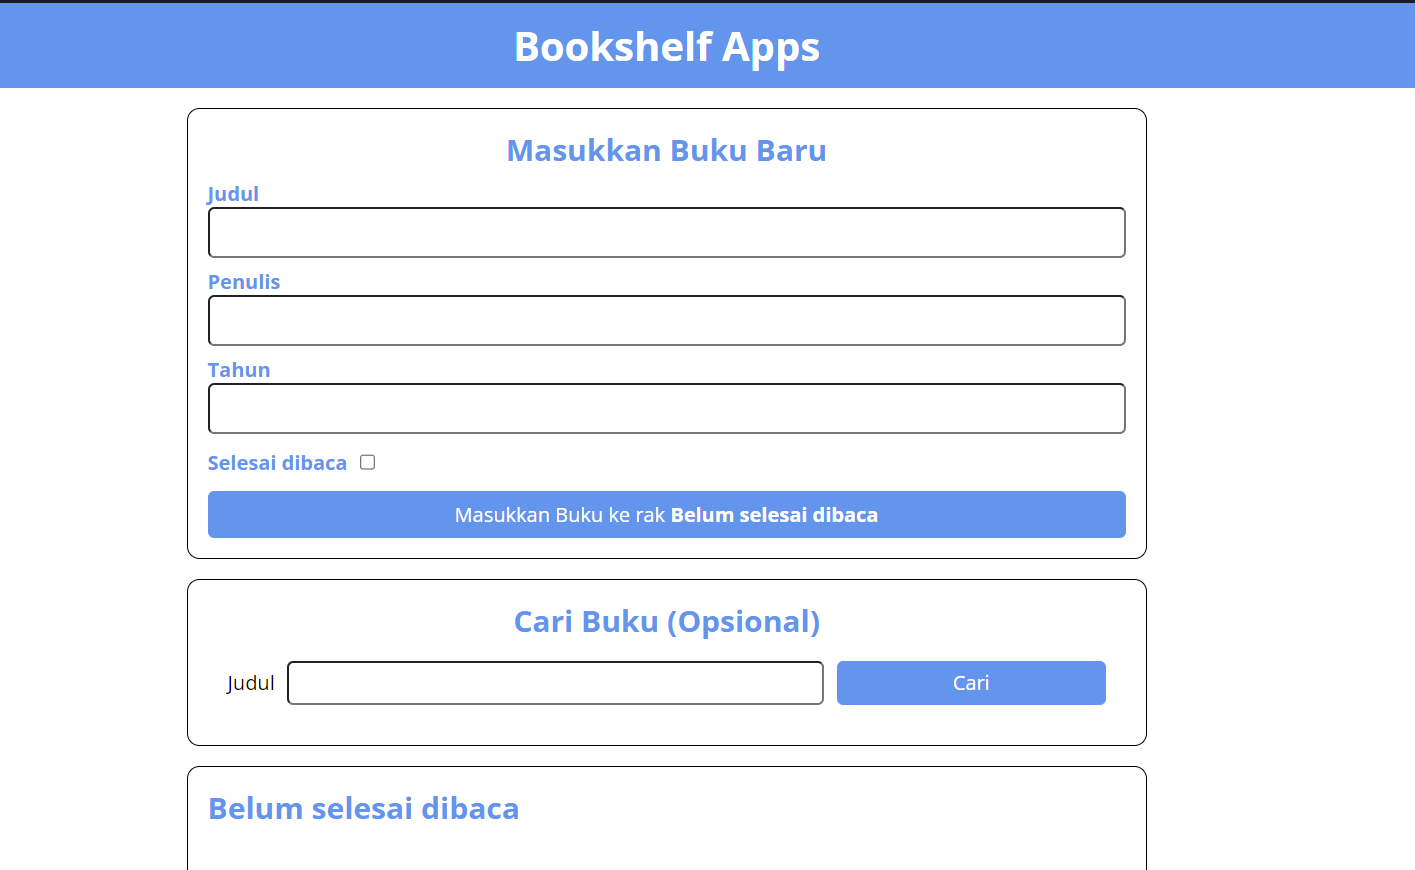 Bookshelf Apps
Masukkan Buku Baru
Judul
Penulis
Tahun
Selesai dibaca
Masukkan Buku ke rak Belum selesai dibaca
Cari Buku (Opsional)
Judul
Cari
Belum selesai dibaca